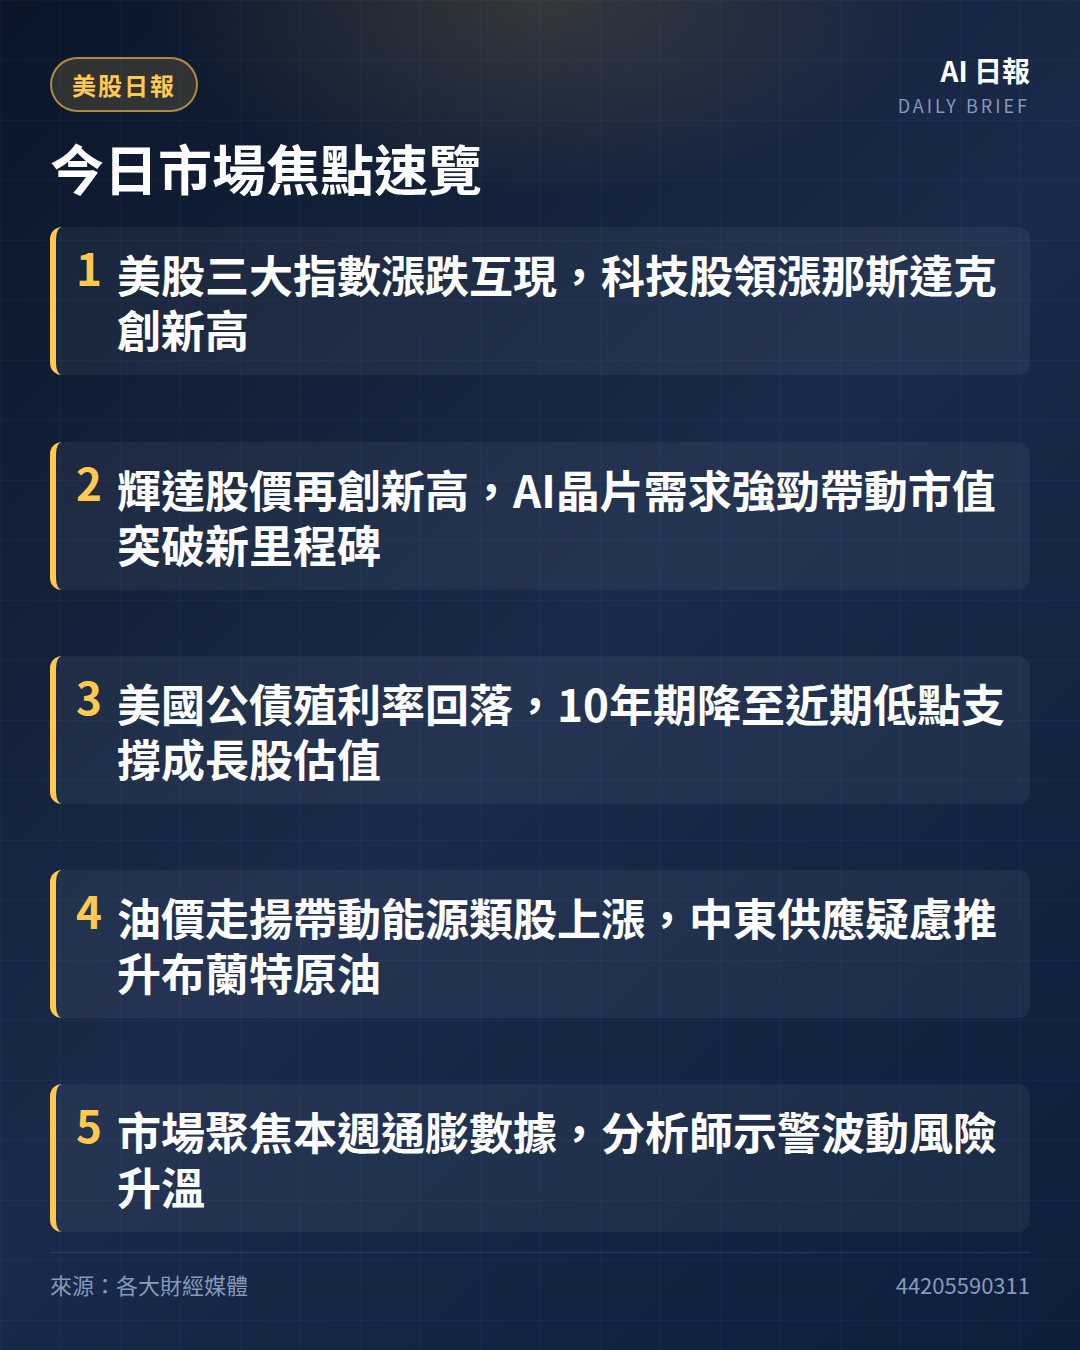 美股日報
AI 日報
DAILY BRIEF
今日市場焦點速覽
1 美股三大指數漲跌互現，科技股領漲那斯達克
創新高
2 輝達股價再創新高，AI晶片需求強勁帶動市值
突破新里程碑
3 美國公債殖利率回落，10年期降至近期低點支
撐成長股估值
4 油價走揚帶動能源類股上漲，中東供應疑慮推
升布蘭特原油
5 市場聚焦本週通膨數據，分析師示警波動風險
升溫
來源：各大財經媒體
44205590311